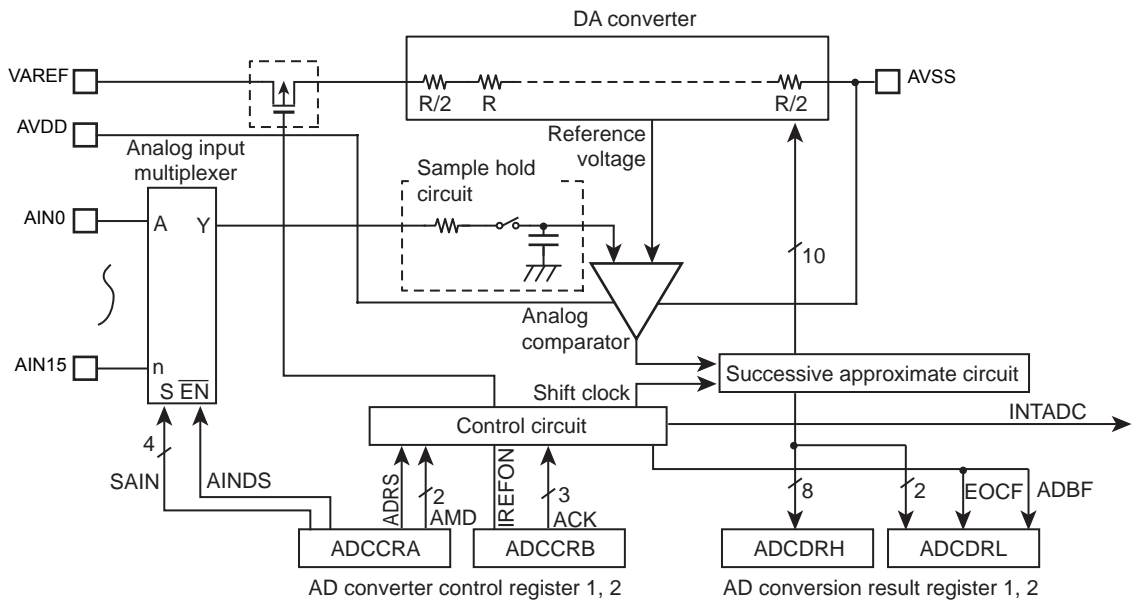 DA converter
VAREF
AVSS
R/2
R
R/2
AVDD
Analog input
multiplexer
Reference
voltage
Sample hold
circuit
AIN0
A
Y
10
Analog
comparator
AIN15
n
S EN
Successive approximate circuit
Shift clock
INTADC
Control circuit
4
SAIN
AINDS
ADRS
2
AMD
IREFON
3
ACK
8
2
EOCF
ADBF
ADCCRA
ADCCRB
ADCDRH
ADCDRL
AD converter control register 1, 2
AD conversion result register 1, 2